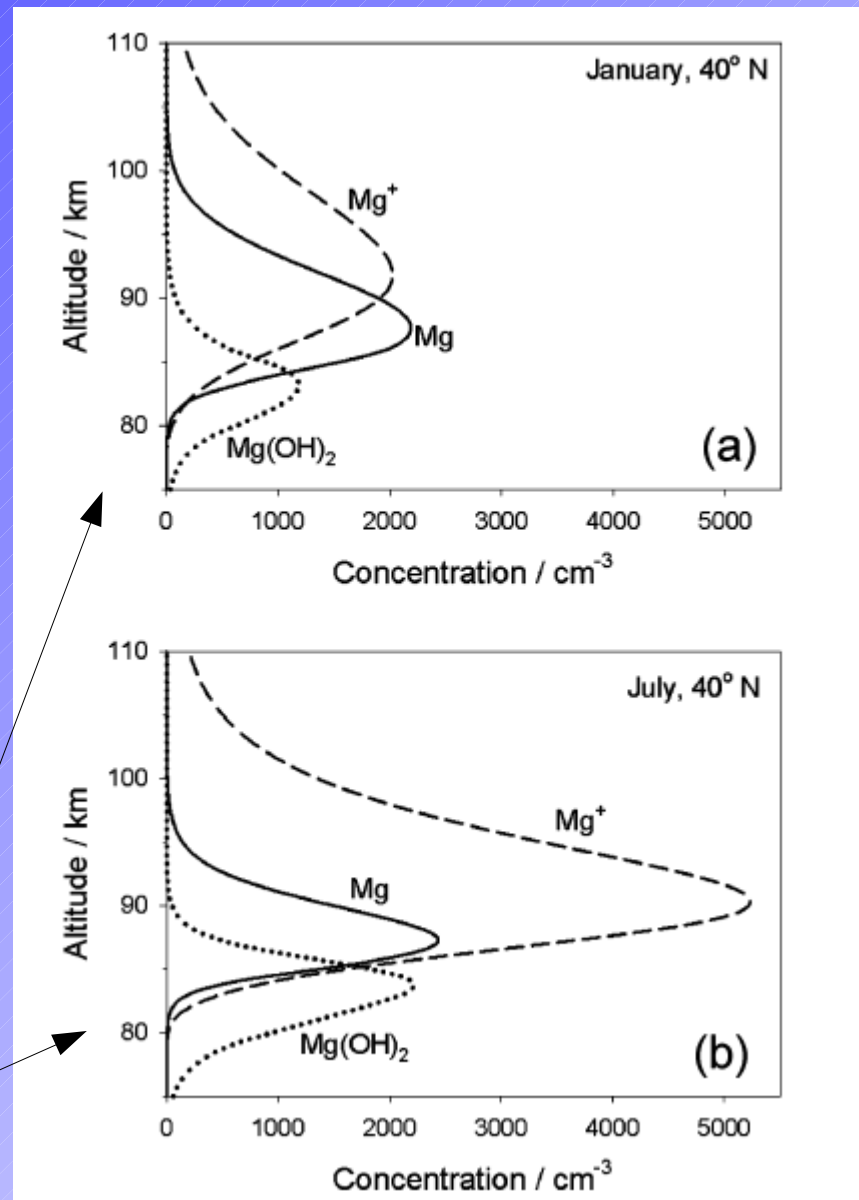 110
January, 40° N
100
Mg⁺
90
Mg
80
Mg(OH)₂
(a)
Altitude / km
0 1000 2000 3000 4000 5000
Concentration / cm⁻³
110
July, 40° N
100
Mg⁺
Mg
90
80
Mg(OH)₂
(b)
Altitude / km
0 1000 2000 3000 4000 5000
Concentration / cm⁻³